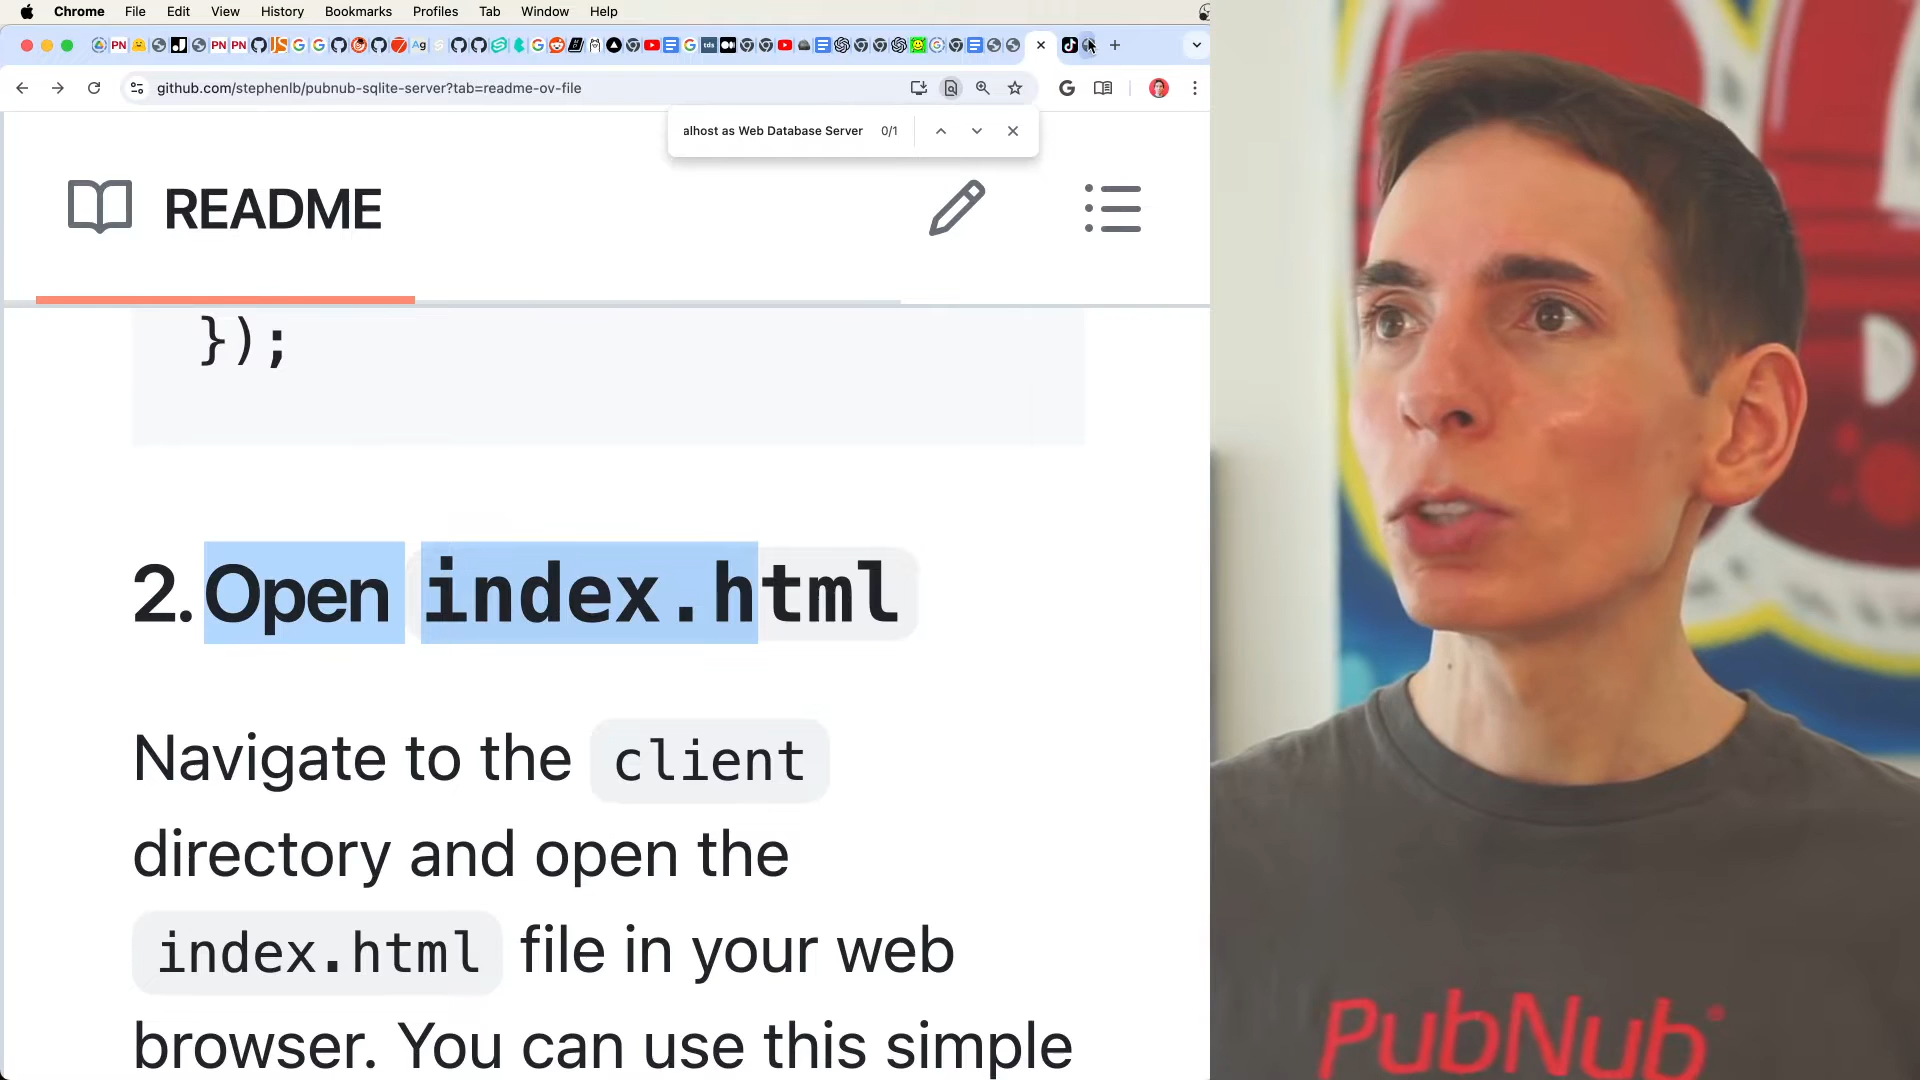 Chrome File Edit View History Bookmarks Profiles Tab Window Help
github.com/stephenlb/pubnub-sqlite-server?tab=readme-ov-file
alhost as Web Database Server 0/1
README
});
2. Open index.html
Navigate to the client
directory and open the
index.html file in your web
browser. You can use this simple
PubNub